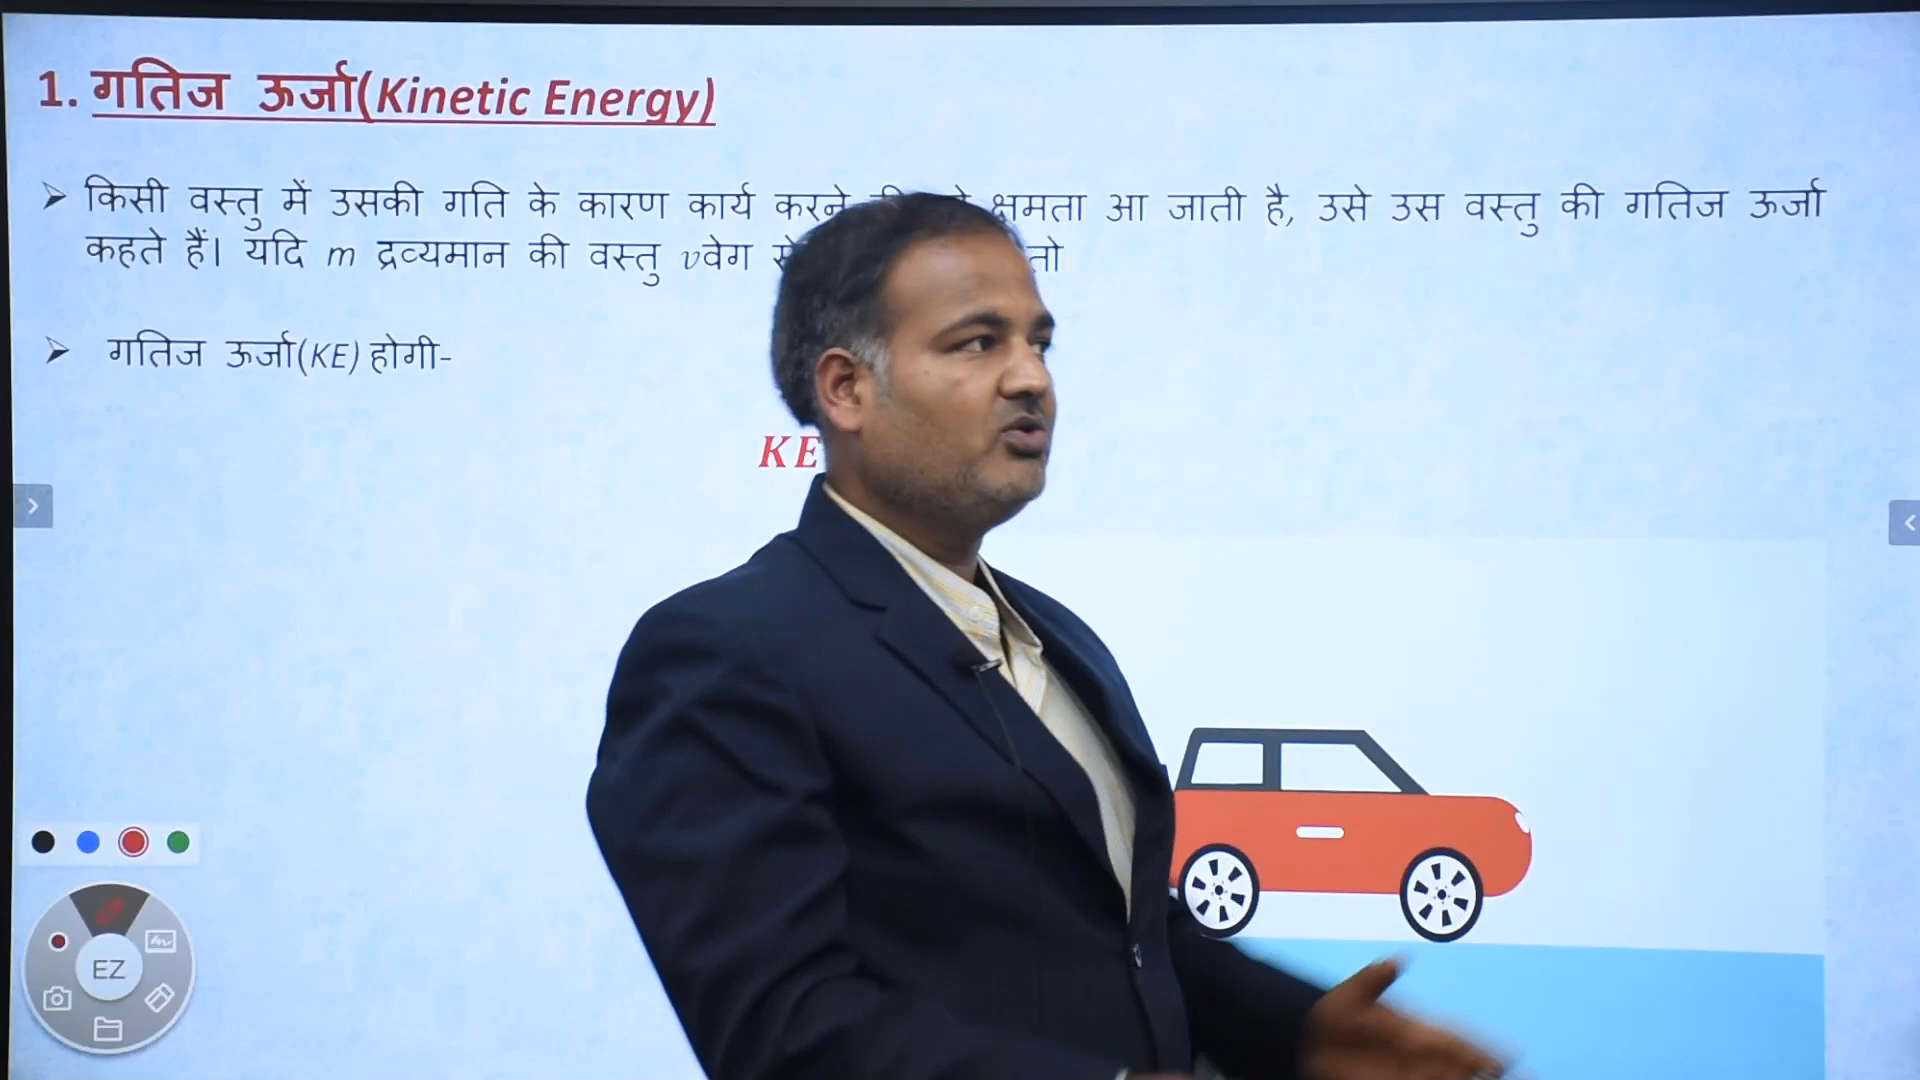 1. गतिज ऊर्जा(Kinetic Energy)
➢ किसी वस्तु में उसकी गति के कारण कार्य करने क्षमता आ जाती है, उसे उस वस्तु की गतिज ऊर्जा
कहते हैं। यदि m द्रव्यमान की वस्तु v वेग तो
➢ गतिज ऊर्जा(KE) होगी-
KE
EZ